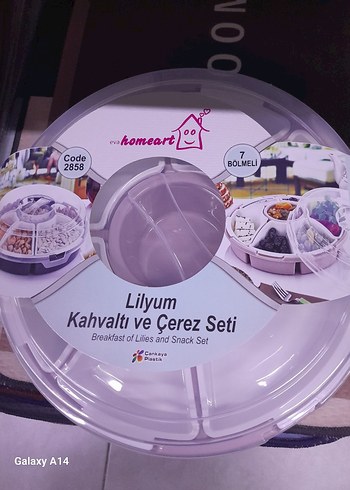 NOO
eva homeart
Code
2858
7
BÖLMELİ
Lilyum
Kahvaltı ve Çerez Seti
Breakfast of Lilies and Snack Set
Çankaya
Plastik
Galaxy A14